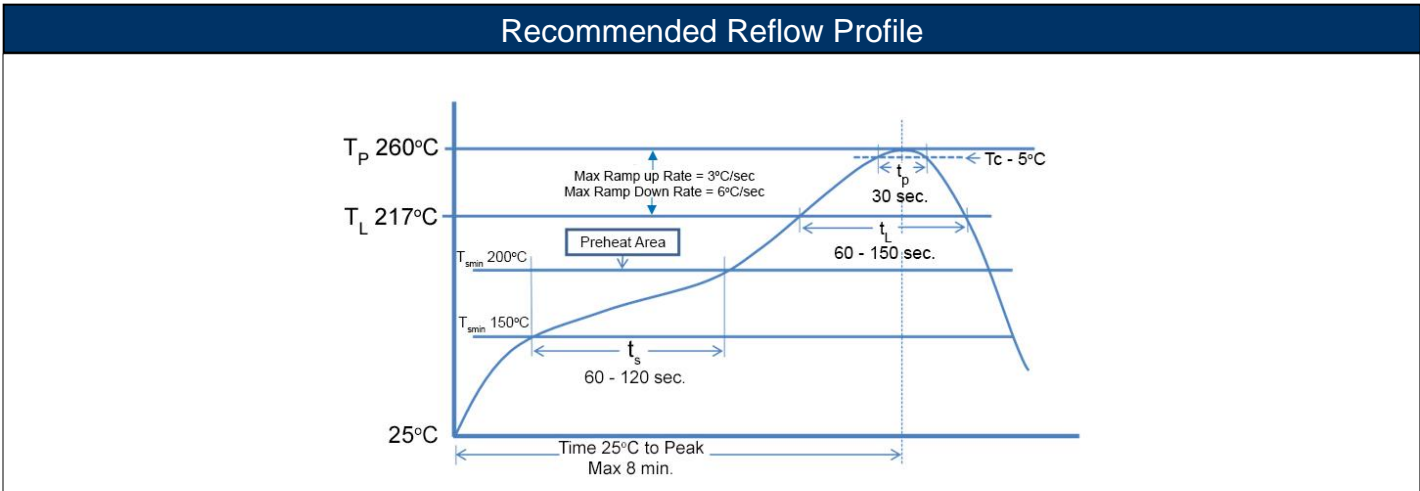 Recommended Reflow Profile
Tₚ 260°C
Max Ramp up Rate = 3°C/sec
Max Ramp Down Rate = 6°C/sec
Tc - 5°C
tₚ
30 sec.
T_L 217°C
t_L
60 - 150 sec.
Preheat Area
Tsmin 200°C
Tsmin 150°C
tₛ
60 - 120 sec.
25°C
Time 25°C to Peak
Max 8 min.